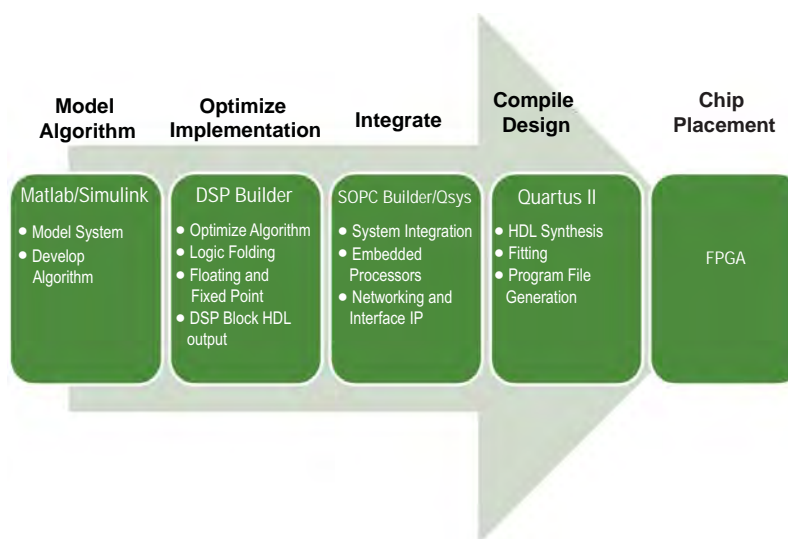 Model
Algorithm
Optimize
Implementation
Integrate
Compile
Design
Chip
Placement
Matlab/Simulink
• Model System
• Develop
Algorithm
DSP Builder
• Optimize Algorithm
• Logic Folding
• Floating and
Fixed Point
• DSP Block HDL
output
SOPC Builder/Qsys
• System Integration
• Embedded
Processors
• Networking and
Interface IP
Quartus II
• HDL Synthesis
• Fitting
• Program File
Generation
FPGA